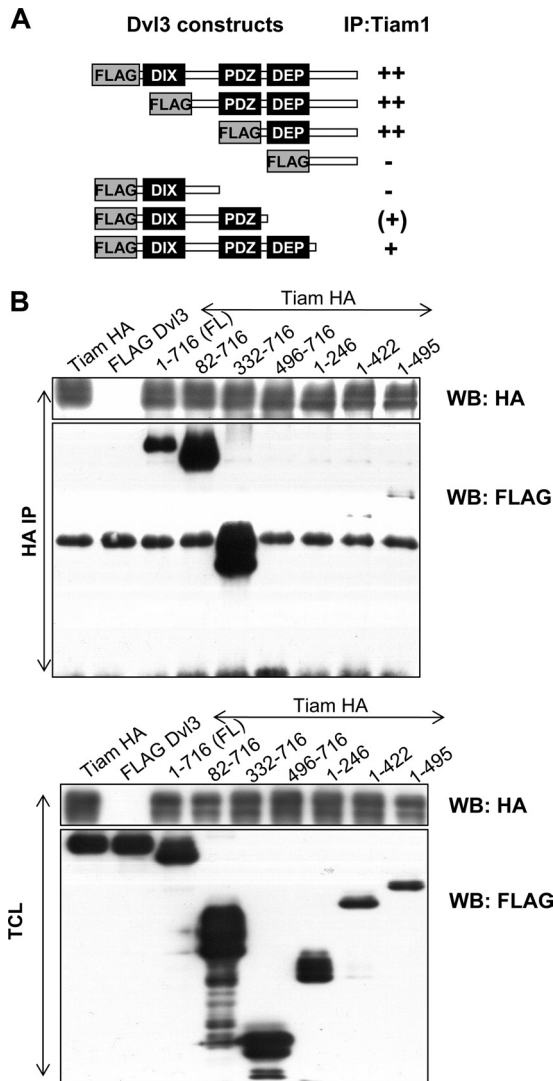 A
Dvl3 constructs IP:Tiam1
FLAG DIX PDZ DEP ++
FLAG PDZ DEP ++
FLAG DEP ++
FLAG -
FLAG DIX -
FLAG DIX PDZ (+)
FLAG DIX PDZ DEP +
B
Tiam HA
Tiam HA FLAG Dvl3 1-716 (FL) 82-716 332-716 496-716 1-246 1-422 1-495
WB: HA
WB: FLAG
HA IP
Tiam HA
Tiam HA FLAG Dvl3 1-716 (FL) 82-716 332-716 496-716 1-246 1-422 1-495
WB: HA
WB: FLAG
TCL